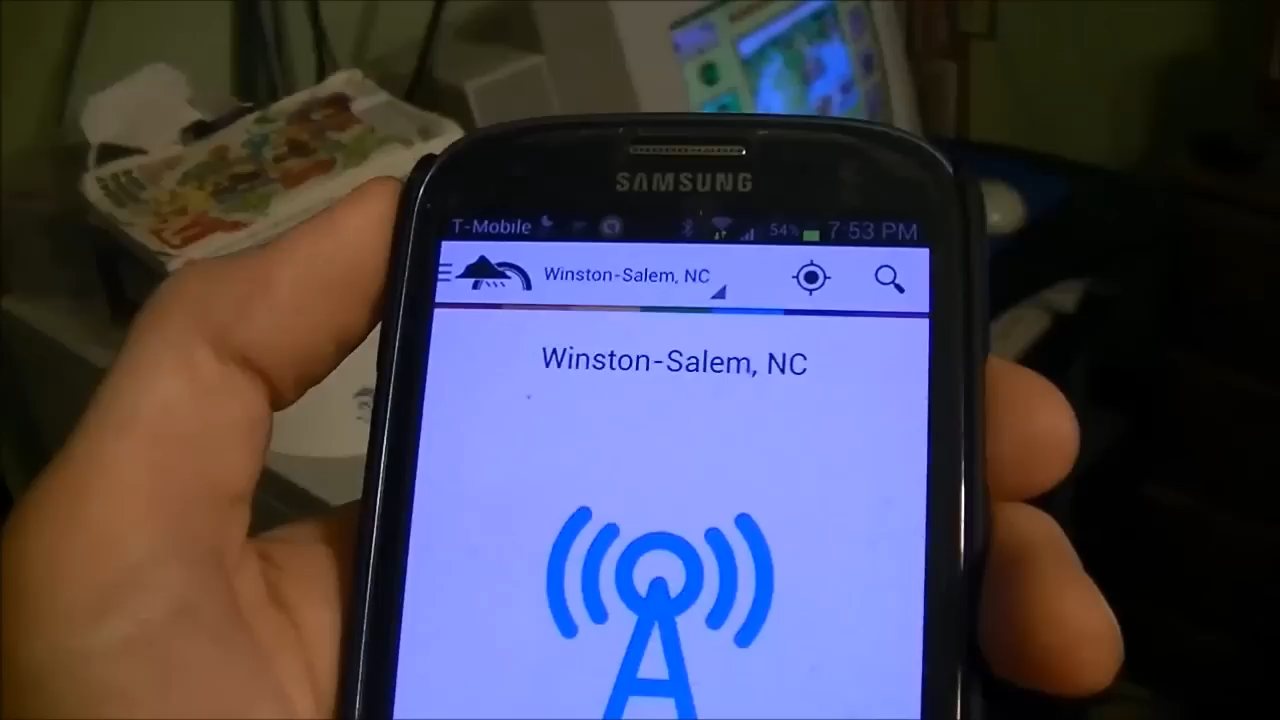 SAMSUNG
T-Mobile 54% 7:53 PM
Winston-Salem, NC
Winston-Salem, NC